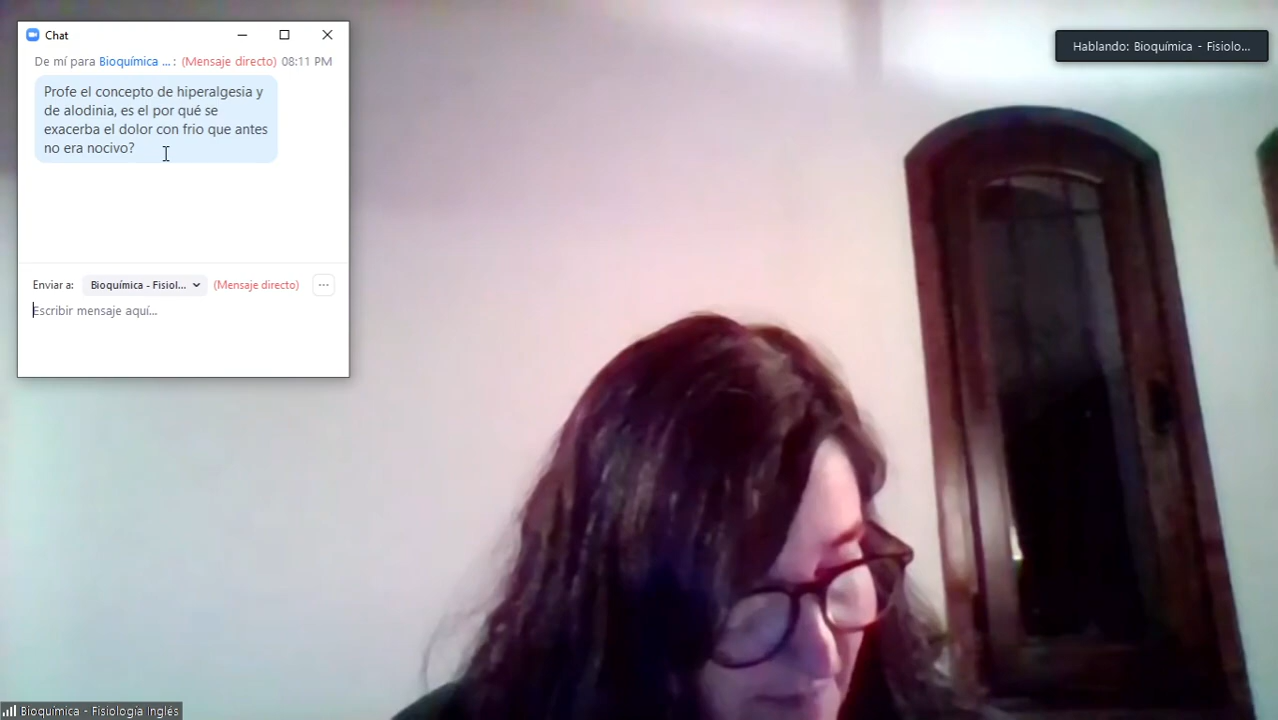 Chat
De mí para Bioquímica ... : (Mensaje directo) 08:11 PM
Profe el concepto de hiperalgesia y
de alodinia, es el por qué se
exacerba el dolor con frio que antes
no era nocivo?
Enviar a: Bioquímica - Fisiol... (Mensaje directo) ...
Escribir mensaje aquí...
Hablando: Bioquímica - Fisiolo...
Bioquímica - Fisiología Inglés